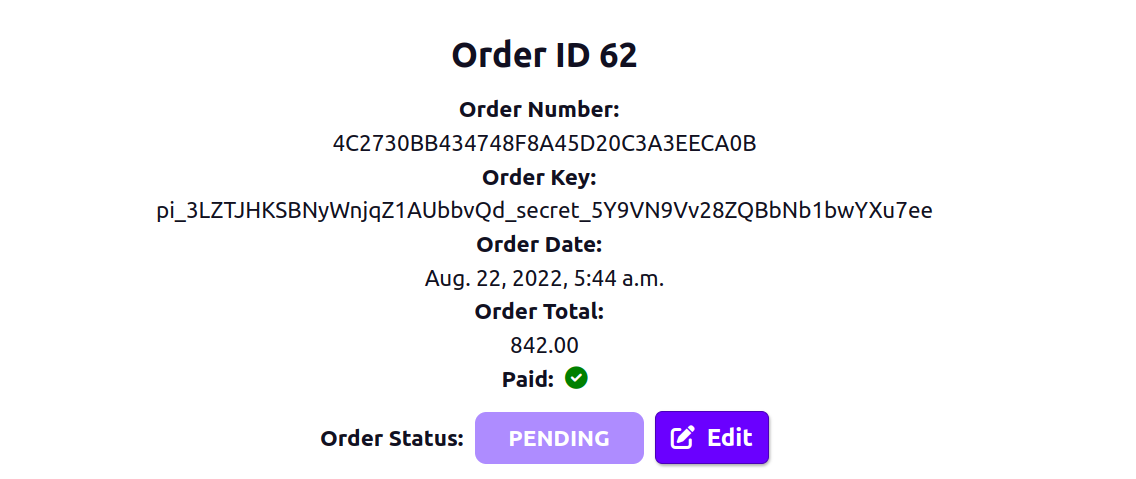 Order ID 62
Order Number:
4C2730BB434748F8A45D20C3A3EECA0B
Order Key:
pi_3LZTJHKSBNyWnjqZ1AUbbvQd_secret_5Y9VN9Vv28ZQBbNb1bwYXu7ee
Order Date:
Aug. 22, 2022, 5:44 a.m.
Order Total:
842.00
Paid:
Order Status: PENDING Edit